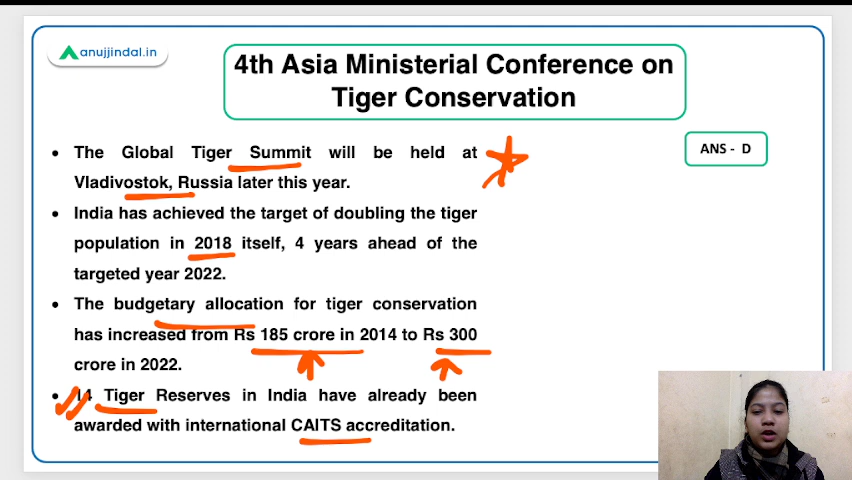 anujjindal.in
4th Asia Ministerial Conference on
Tiger Conservation
ANS - D
• The Global Tiger Summit will be held at
Vladivostok, Russia later this year.
• India has achieved the target of doubling the tiger
population in 2018 itself, 4 years ahead of the
targeted year 2022.
• The budgetary allocation for tiger conservation
has increased from Rs 185 crore in 2014 to Rs 300
crore in 2022.
• 14 Tiger Reserves in India have already been
awarded with international CAITS accreditation.